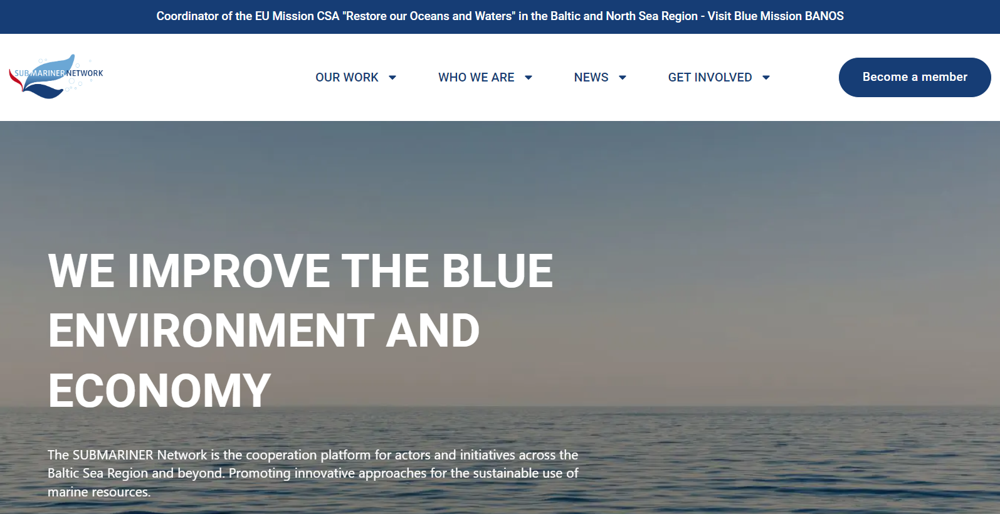 Coordinator of the EU Mission CSA "Restore our Oceans and Waters" in the Baltic and North Sea Region - Visit Blue Mission BANOS
SUBMARINER NETWORK
OUR WORK
WHO WE ARE
NEWS
GET INVOLVED
Become a member
WE IMPROVE THE BLUE
ENVIRONMENT AND
ECONOMY
The SUBMARINER Network is the cooperation platform for actors and initiatives across the
Baltic Sea Region and beyond. Promoting innovative approaches for the sustainable use of
marine resources.